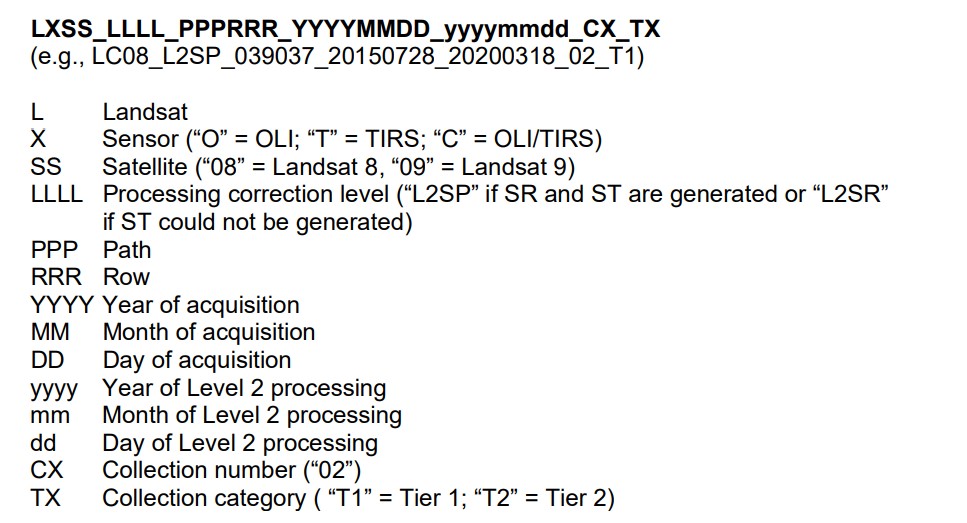 LXSS_LLLL_PPPRRR_YYYYMMDD_yyyymmdd_CX_TX
(e.g., LC08_L2SP_039037_20150728_20200318_02_T1)
L Landsat
X Sensor (“O” = OLI; “T” = TIRS; “C” = OLI/TIRS)
SS Satellite (“08” = Landsat 8, “09” = Landsat 9)
LLLL Processing correction level (“L2SP” if SR and ST are generated or “L2SR”
if ST could not be generated)
PPP Path
RRR Row
YYYY Year of acquisition
MM Month of acquisition
DD Day of acquisition
yyyy Year of Level 2 processing
mm Month of Level 2 processing
dd Day of Level 2 processing
CX Collection number (“02”)
TX Collection category ( “T1” = Tier 1; “T2” = Tier 2)